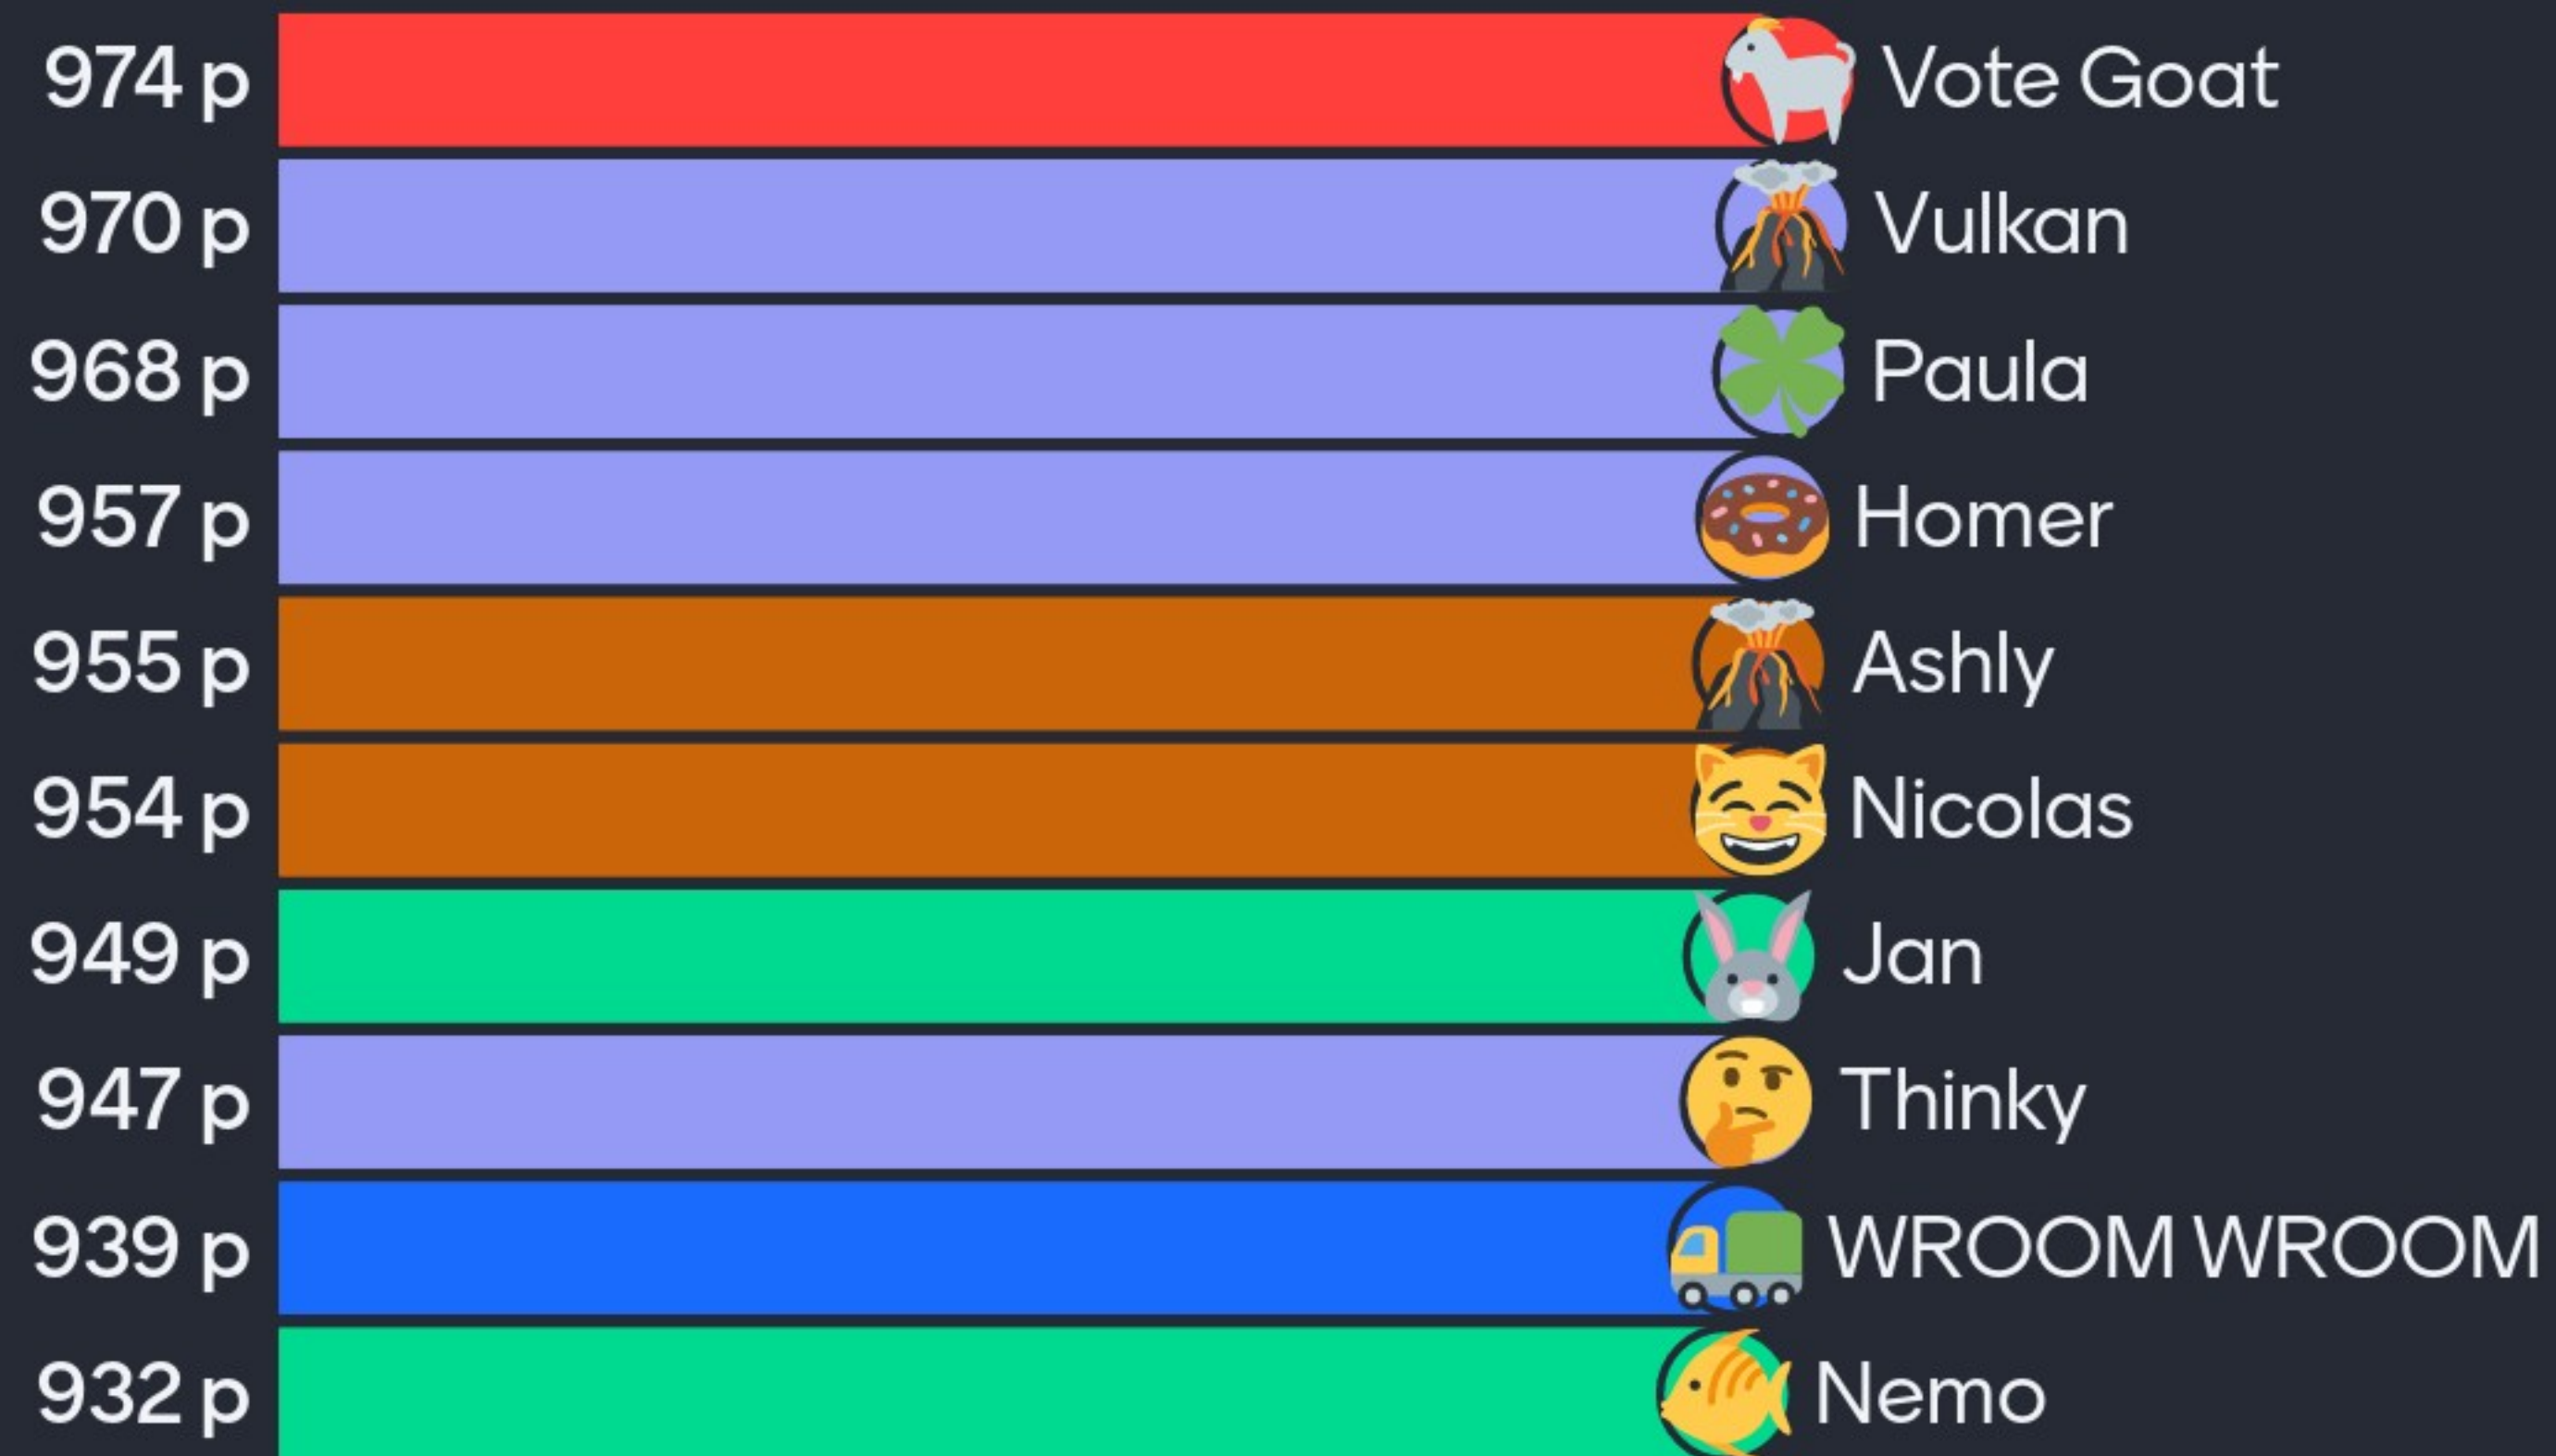 974 p Vote Goat
970 p Vulkan
968 p Paula
957 p Homer
955 p Ashly
954 p Nicolas
949 p Jan
947 p Thinky
939 p WROOM WROOM
932 p Nemo